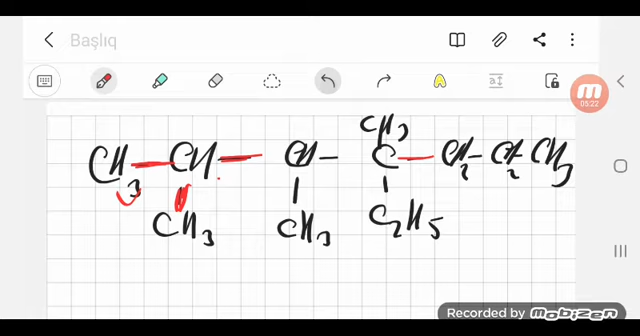 Başlıq
05:22
CH3
CH3 — CH — CH — C — CH2 — CH2 CH3
CH3 CH3 C2H5
Recorded by mobizen